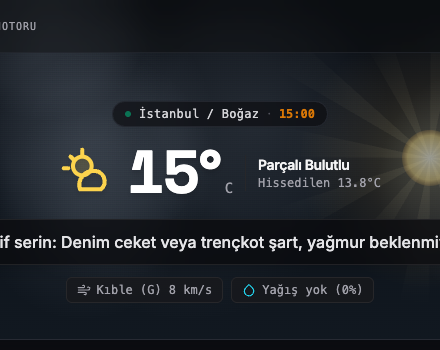 OTORU
İstanbul / Boğaz · 15:00
15° C
Parçalı Bulutlu
Hissedilen 13.8°C
if serin: Denim ceket veya trençkot şart, yağmur beklenmi
Kıble (G) 8 km/s
Yağış yok (0%)